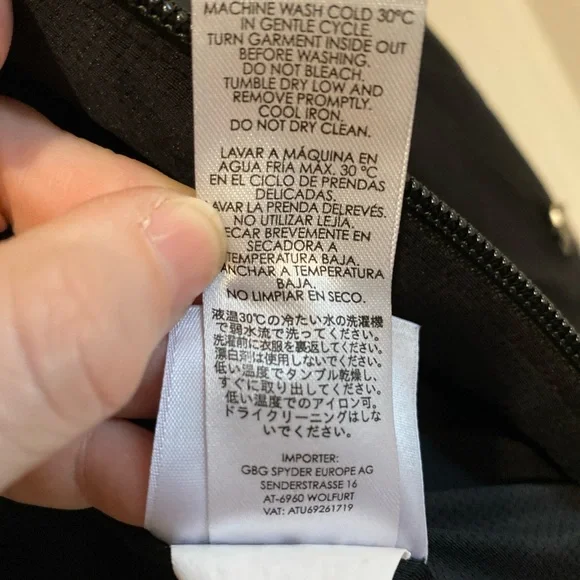 MACHINE WASH COLD 30°C
IN GENTLE CYCLE.
TURN GARMENT INSIDE OUT
BEFORE WASHING.
DO NOT BLEACH.
TUMBLE DRY LOW AND
REMOVE PROMPTLY.
COOL IRON.
DO NOT DRY CLEAN.
LAVAR A MÁQUINA EN
AGUA FRÍA MÁX. 30 °C
EN EL CICLO DE PRENDAS
DELICADAS.
LAVAR LA PRENDA DELREVÉS.
NO UTILIZAR LEJÍA.
ECAR BREVEMENTE EN
SECADORA A
TEMPERATURA BAJA.
ANCHAR A TEMPERATURA
BAJA.
NO LIMPIAR EN SECO.
液温30℃の冷たい水の洗濯機
で弱水流で洗ってください。
洗濯前に衣服を裏返してください。
漂白剤は使用しないでください。
低い温度でタンブル乾燥し、
すぐに取り出してください。
低い温度でのアイロン可。
ドライクリーニングはしな
いでください。
IMPORTER:
GBG SPYDER EUROPE AG
SENDERSTRASSE 16
AT-6960 WOLFURT
VAT: ATU69261719